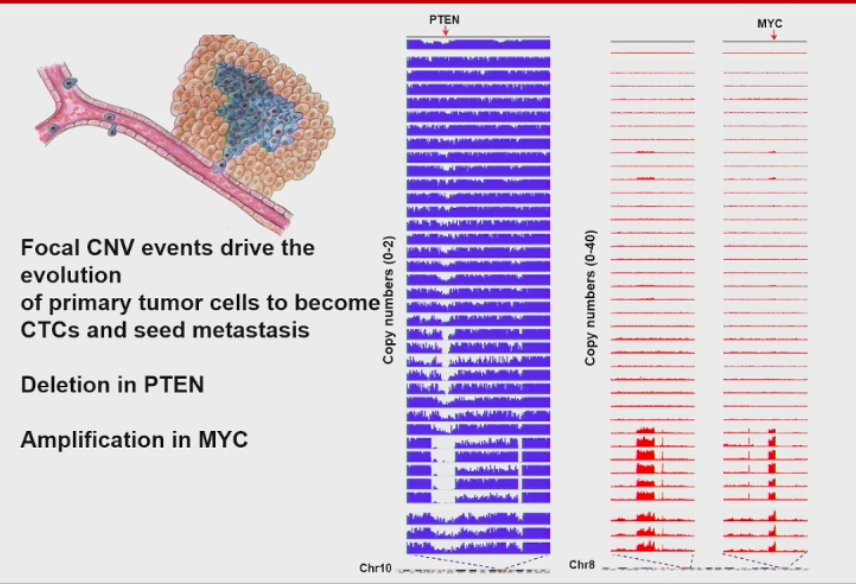 PTEN
MYC
Focal CNV events drive the
evolution
of primary tumor cells to become
CTCs and seed metastasis
Deletion in PTEN
Amplification in MYC
Copy numbers (0-2)
Copy numbers (0-40)
Chr10
Chr8